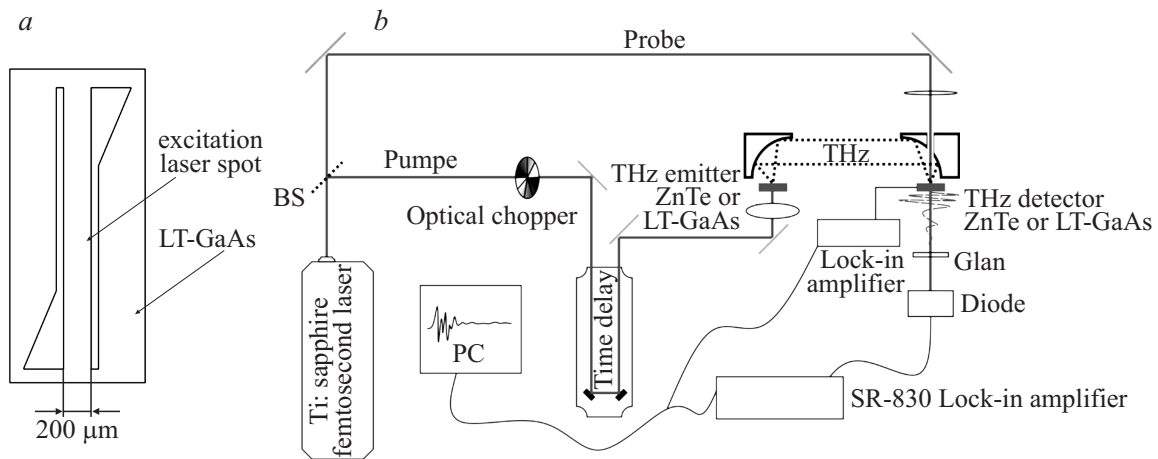 a
excitation
laser spot
LT-GaAs
200 μm
b
Probe
Pumpe
BS
Optical chopper
THz
THz emitter
ZnTe or
LT-GaAs
THz detector
ZnTe or LT-GaAs
Lock-in
amplifier
Glan
Diode
Ti: sapphire
femtosecond laser
PC
Time delay
SR-830 Lock-in amplifier